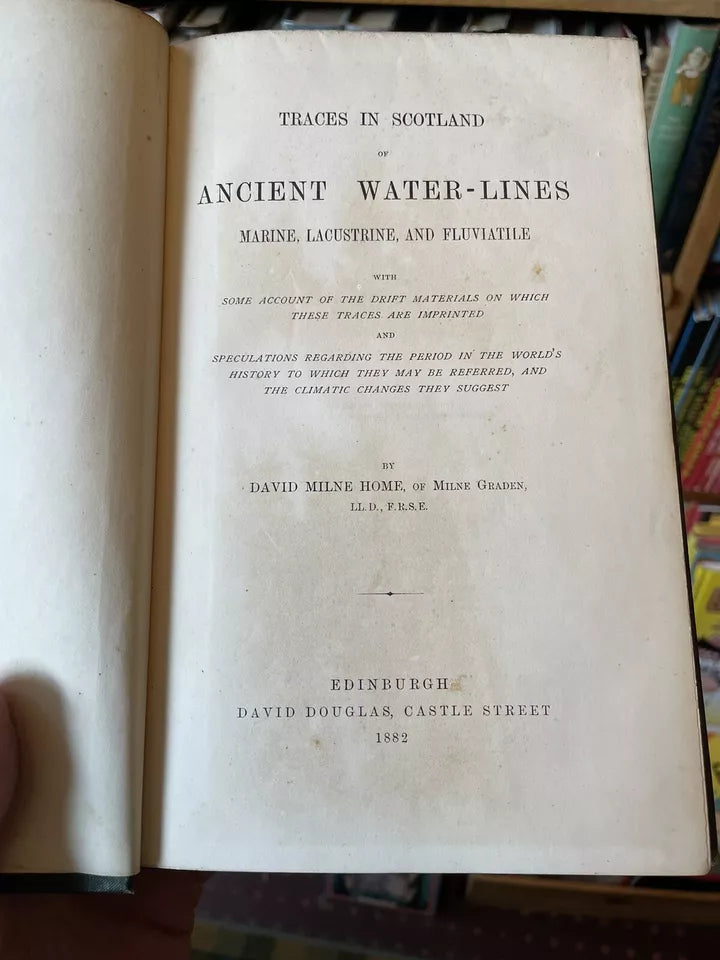 TRACES IN SCOTLAND
OF
ANCIENT WATER-LINES
MARINE, LACUSTRINE, AND FLUVIATILE
WITH
SOME ACCOUNT OF THE DRIFT MATERIALS ON WHICH
THESE TRACES ARE IMPRINTED
AND
SPECULATIONS REGARDING THE PERIOD IN THE WORLD'S
HISTORY TO WHICH THEY MAY BE REFERRED, AND
THE CLIMATIC CHANGES THEY SUGGEST
BY
DAVID MILNE HOME, OF MILNE GRADEN,
LL.D., F.R.S.E.
EDINBURGH
DAVID DOUGLAS, CASTLE STREET
1882